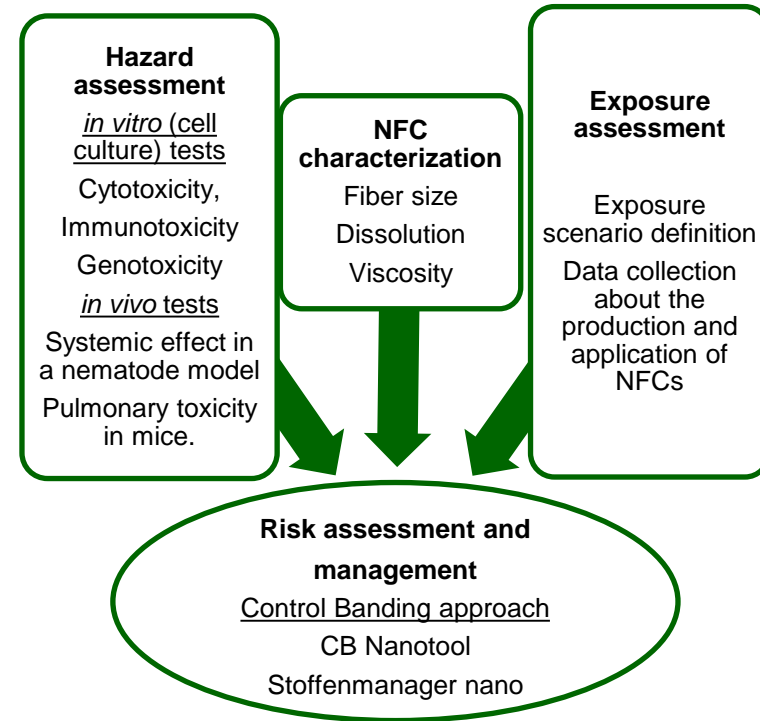 Hazard
assessment
in vitro (cell
culture) tests
Cytotoxicity,
Immunotoxicity
Genotoxicity
in vivo tests
Systemic effect in
a nematode model
Pulmonary toxicity
in mice.
NFC
characterization
Fiber size
Dissolution
Viscosity
Exposure
assessment
Exposure
scenario definition
Data collection
about the
production and
application of
NFCs
Risk assessment and
management
Control Banding approach
CB Nanotool
Stoffenmanager nano